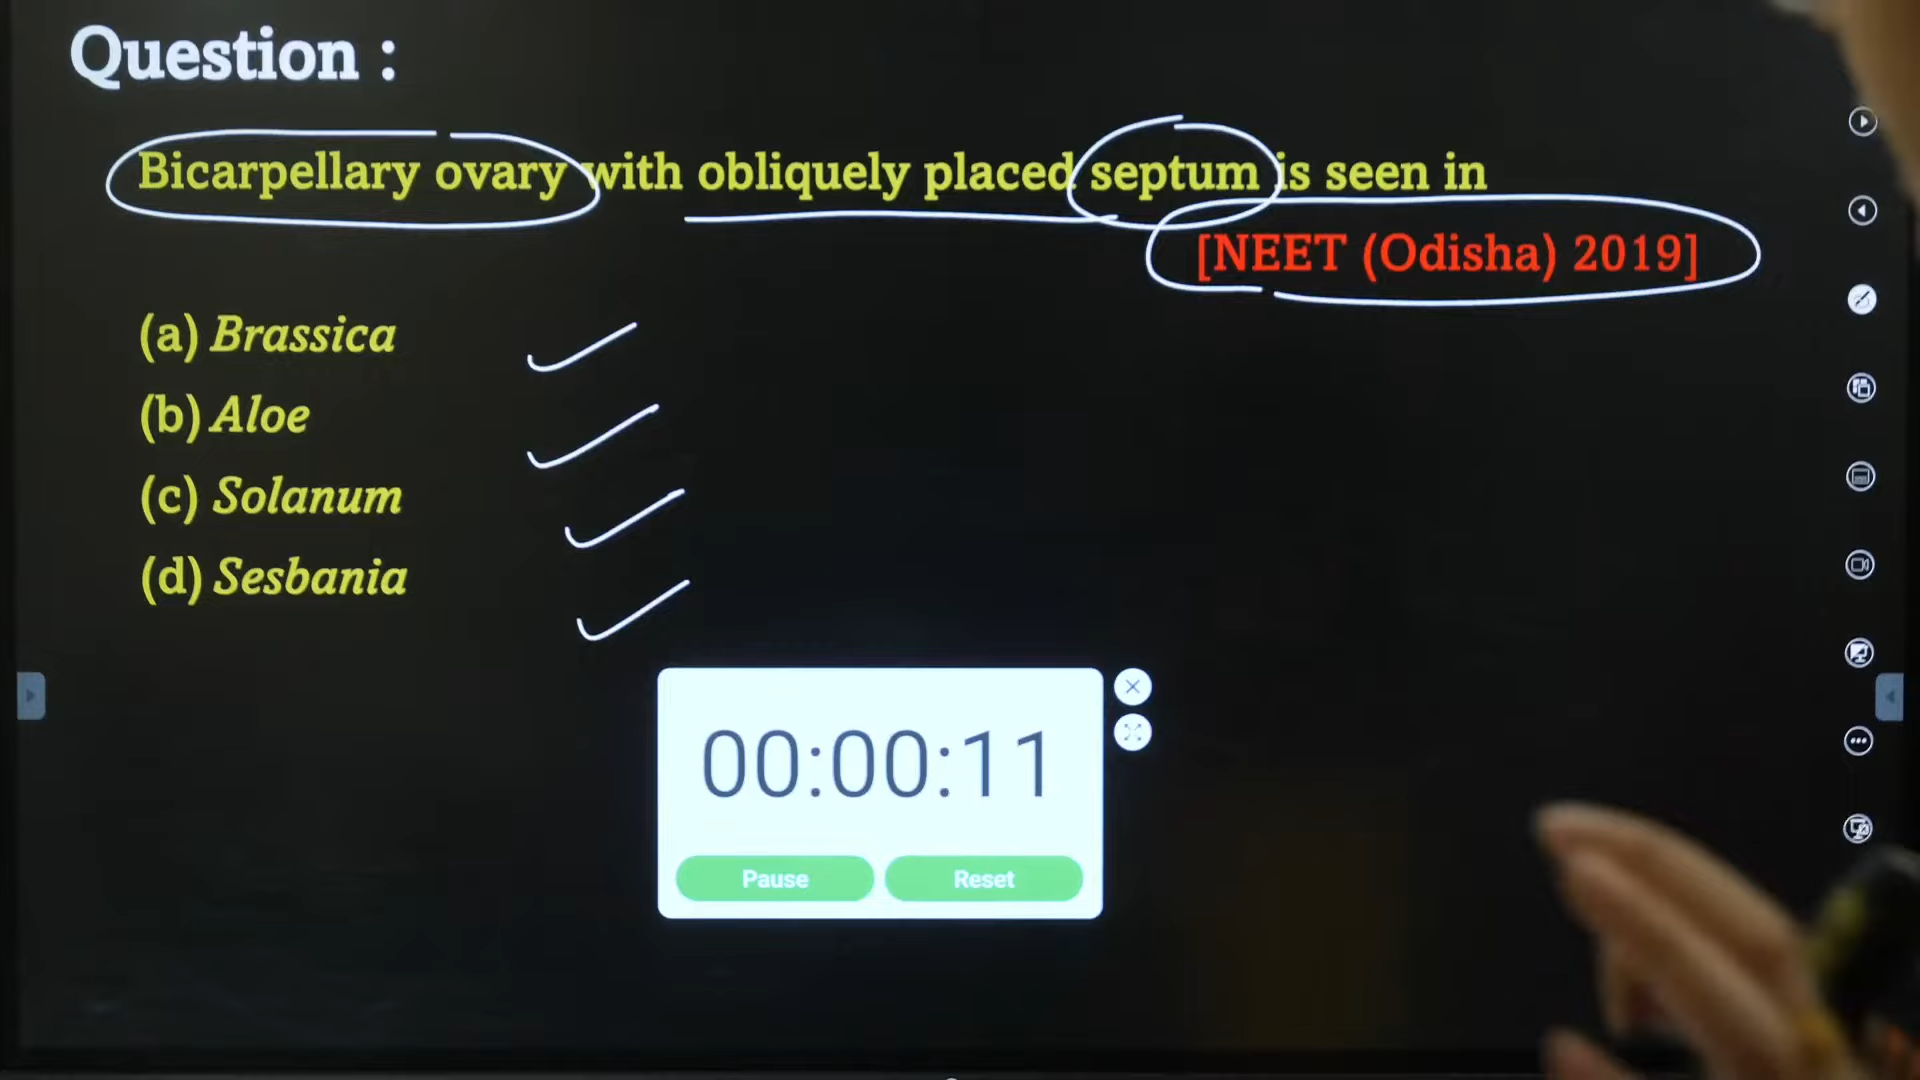 Question :
Bicarpellary ovary with obliquely placed septum is seen in
[NEET (Odisha) 2019]
(a) Brassica
(b) Aloe
(c) Solanum
(d) Sesbania
00:00:11
Pause Reset